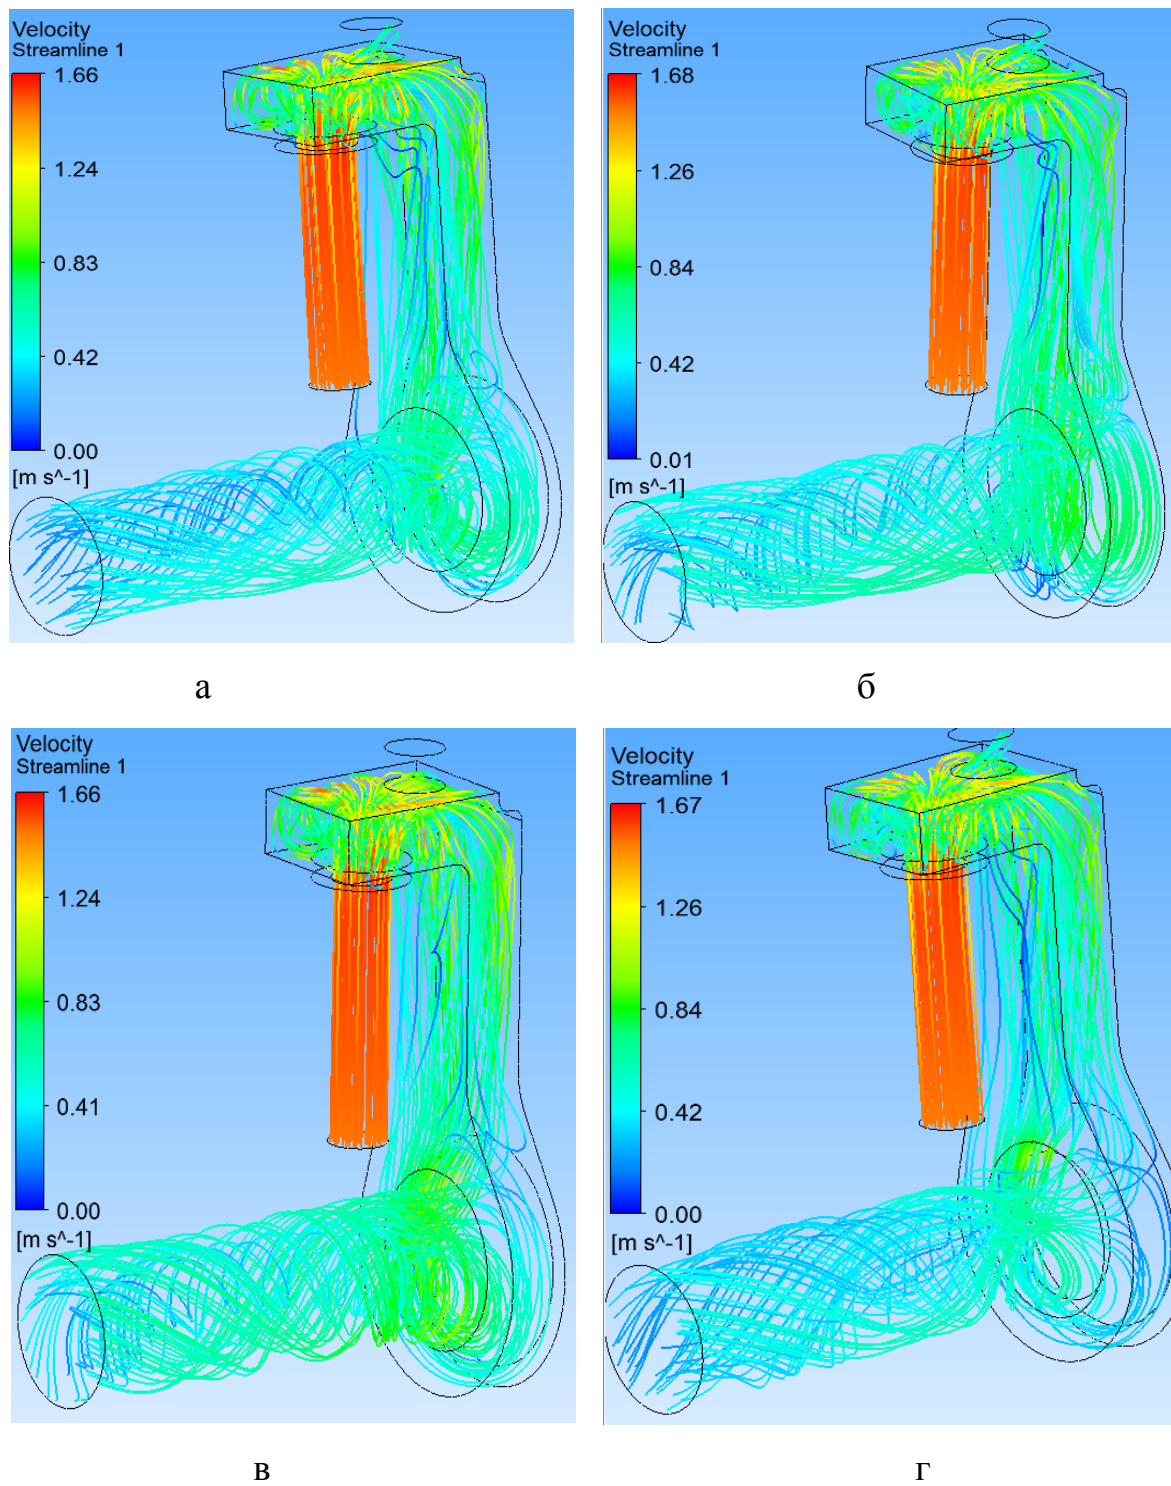 Velocity
Streamline 1
1.66
1.24
0.83
0.42
0.00
[m s^-1]
а
Velocity
Streamline 1
1.68
1.26
0.84
0.42
0.01
[m s^-1]
б
Velocity
Streamline 1
1.66
1.24
0.83
0.41
0.00
[m s^-1]
в
Velocity
Streamline 1
1.67
1.26
0.84
0.42
0.00
[m s^-1]
г